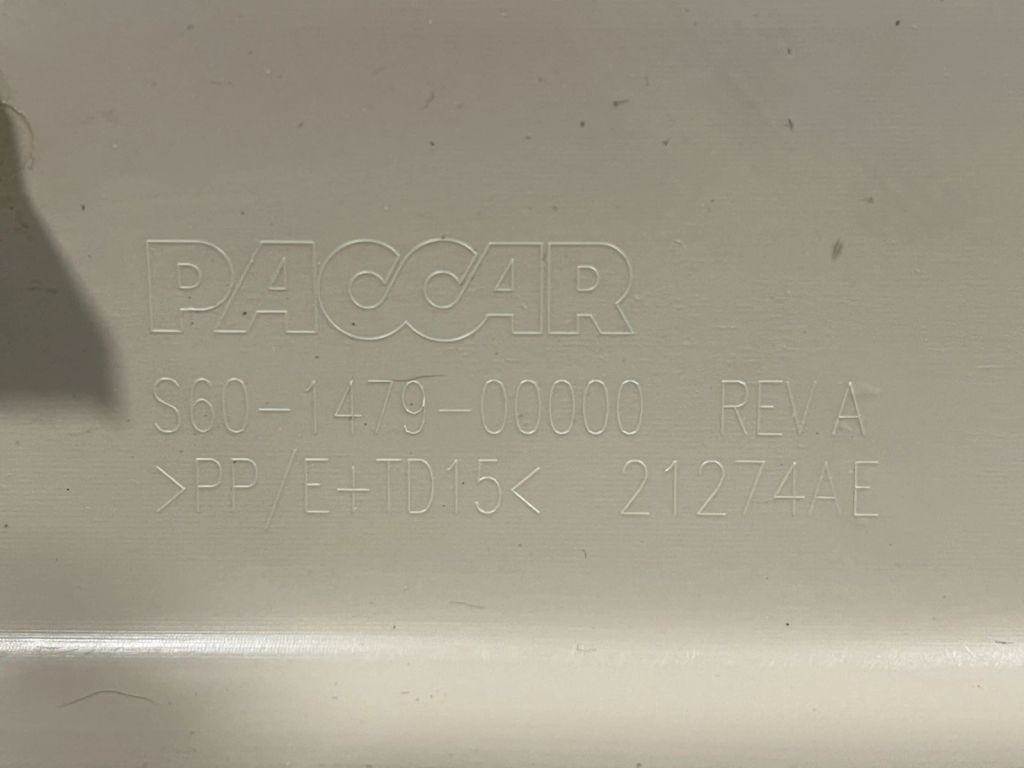 PACCAR
S60-1479-00000 REV A
>PP/E+TD15< 21274AE